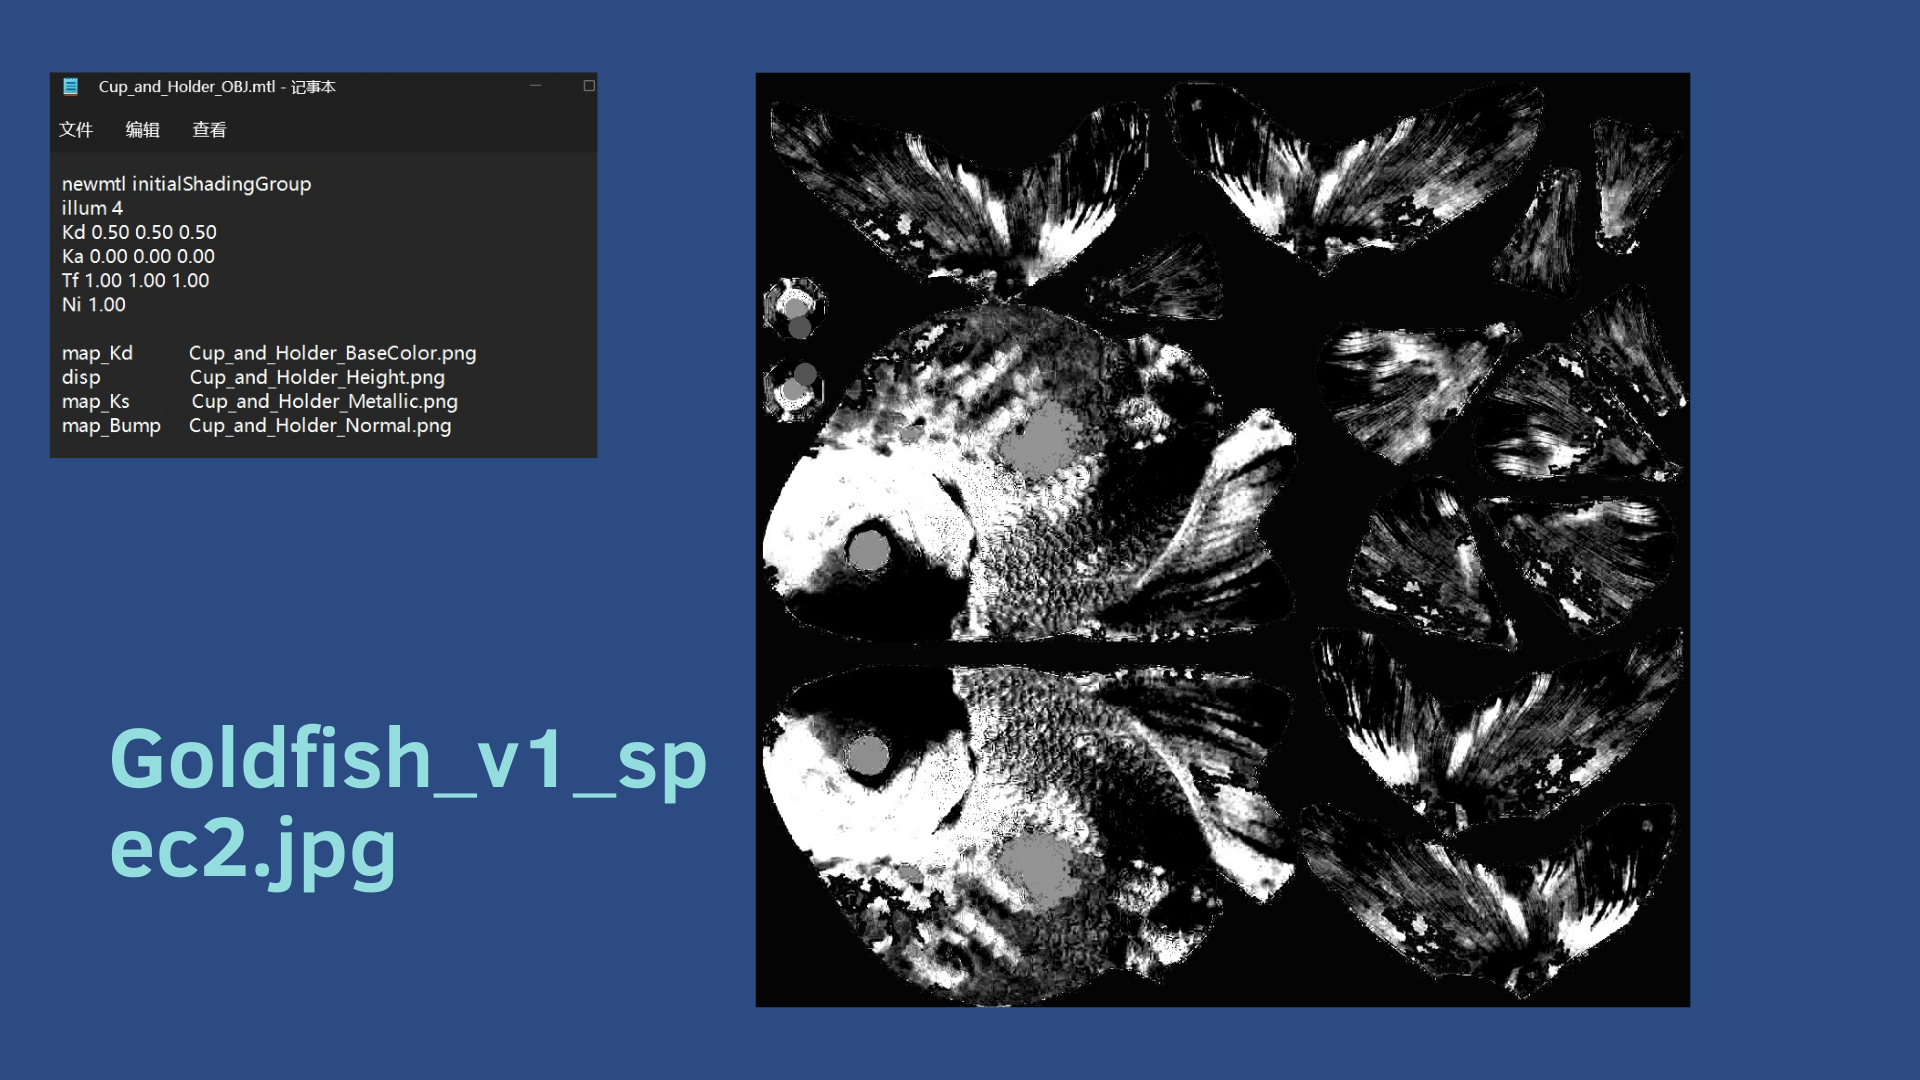 Cup_and_Holder_OBJ.mtl - 记事本
文件 编辑 查看
newmtl initialShadingGroup
illum 4
Kd 0.50 0.50 0.50
Ka 0.00 0.00 0.00
Tf 1.00 1.00 1.00
Ni 1.00
map_Kd Cup_and_Holder_BaseColor.png
disp Cup_and_Holder_Height.png
map_Ks Cup_and_Holder_Metallic.png
map_Bump Cup_and_Holder_Normal.png
Goldfish_v1_sp
ec2.jpg